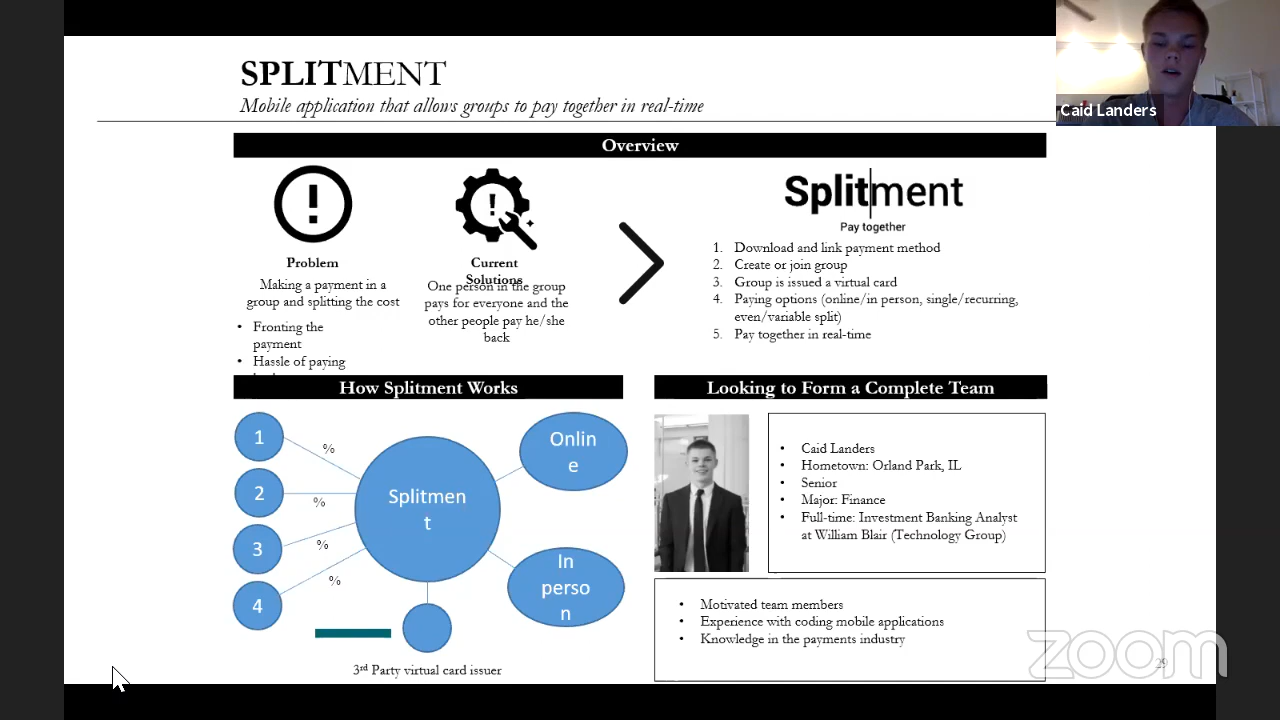 SPLITMENT
Mobile application that allows groups to pay together in real-time
Caid Landers
Overview
Problem
Making a payment in a
group and splitting the cost
• Fronting the
payment
• Hassle of paying
Current
Solutions
One person in the group
pays for everyone and the
other people pay he/she
back
Splitment
Pay together
1. Download and link payment method
2. Create or join group
3. Group is issued a virtual card
4. Paying options (online/in person, single/recurring,
even/variable split)
5. Pay together in real-time
How Splitment Works
1
2
3
4
%
%
%
%
Splitmen
t
Onlin
e
In
perso
n
3rd Party virtual card issuer
Looking to Form a Complete Team
• Caid Landers
• Hometown: Orland Park, IL
• Senior
• Major: Finance
• Full-time: Investment Banking Analyst
at William Blair (Technology Group)
• Motivated team members
• Experience with coding mobile applications
• Knowledge in the payments industry
zoom
29